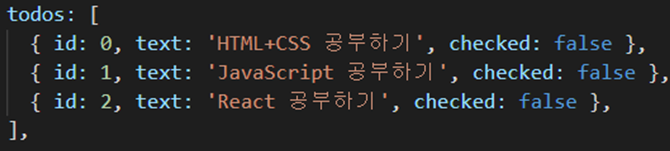 todos: [
{ id: 0, text: 'HTML+CSS 공부하기', checked: false },
{ id: 1, text: 'JavaScript 공부하기', checked: false },
{ id: 2, text: 'React 공부하기', checked: false },
],